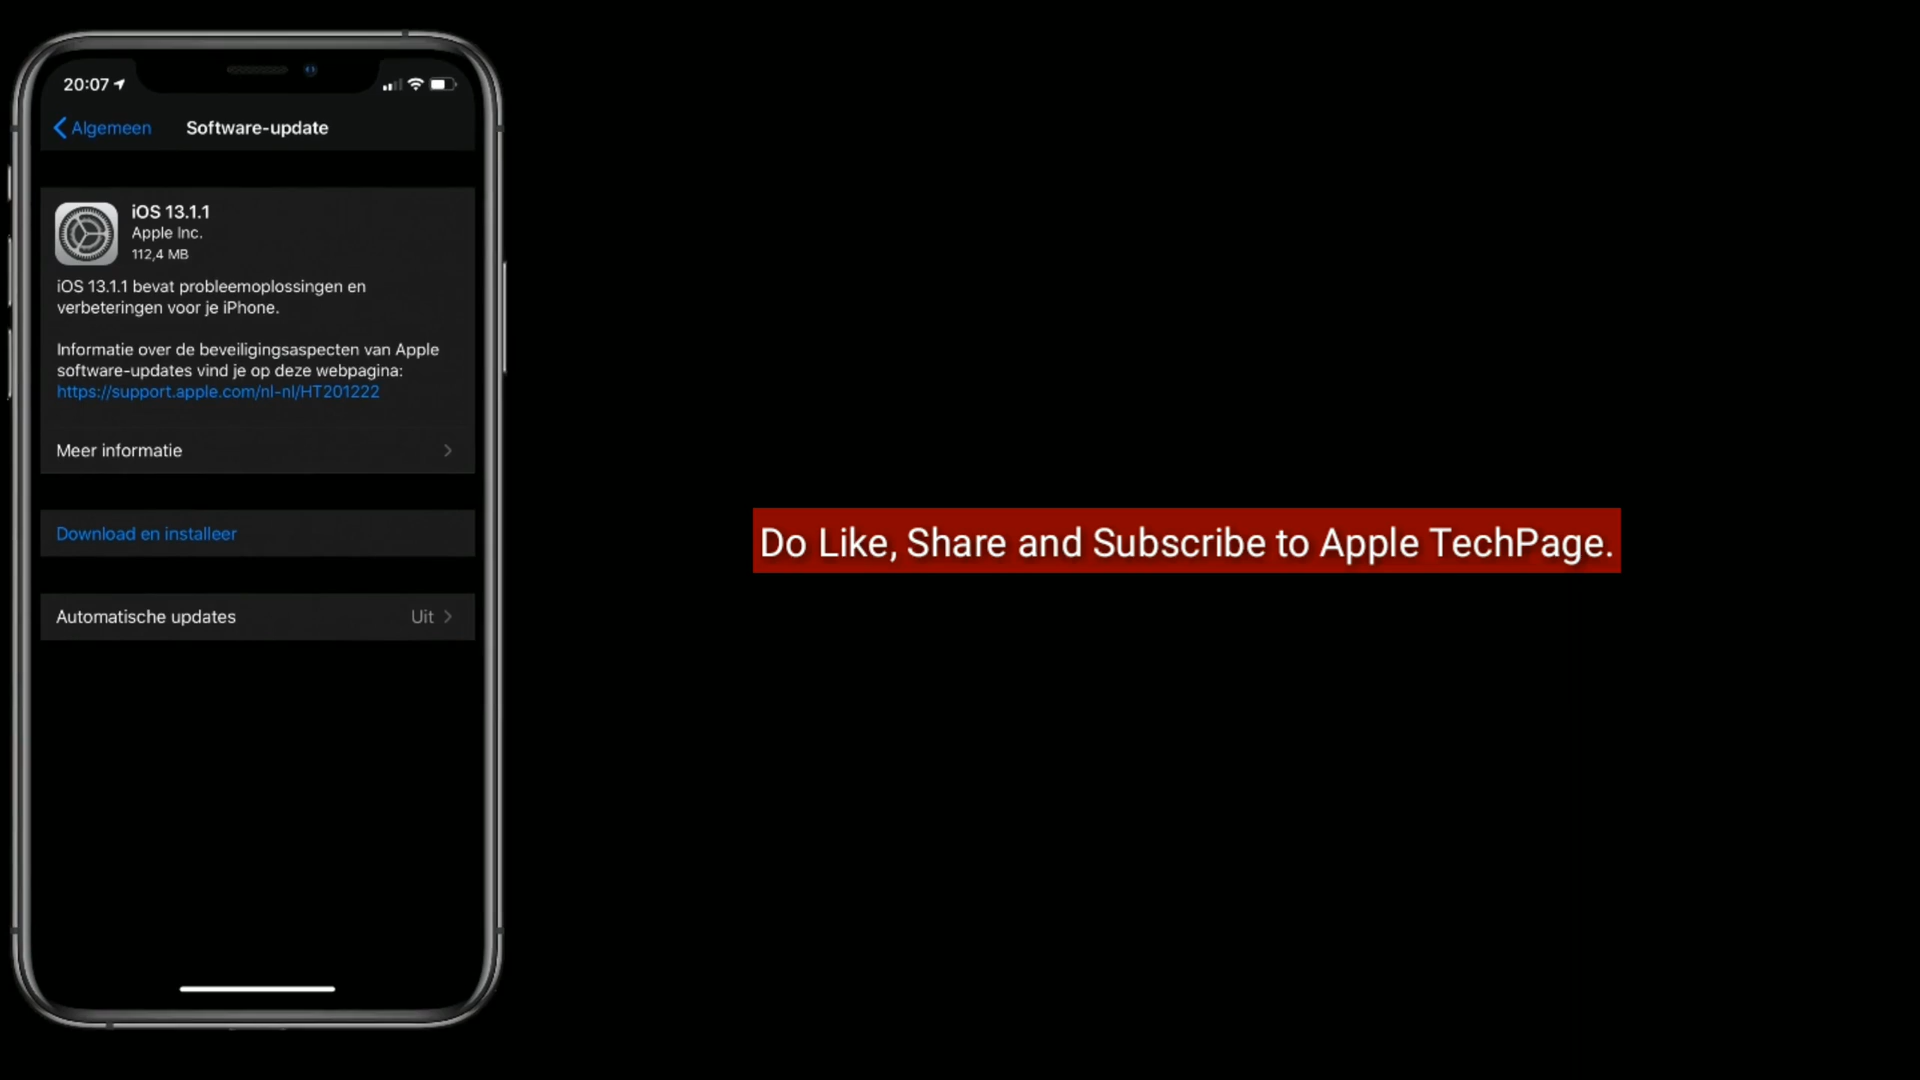 20:07
Algemeen
Software-update
iOS 13.1.1
Apple Inc.
112,4 MB
iOS 13.1.1 bevat probleemoplossingen en
verbeteringen voor je iPhone.
Informatie over de beveiligingsaspecten van Apple
software-updates vind je op deze webpagina:
https://support.apple.com/nl-nl/HT201222
Meer informatie
Download en installeer
Automatische updates Uit
Do Like, Share and Subscribe to Apple TechPage.